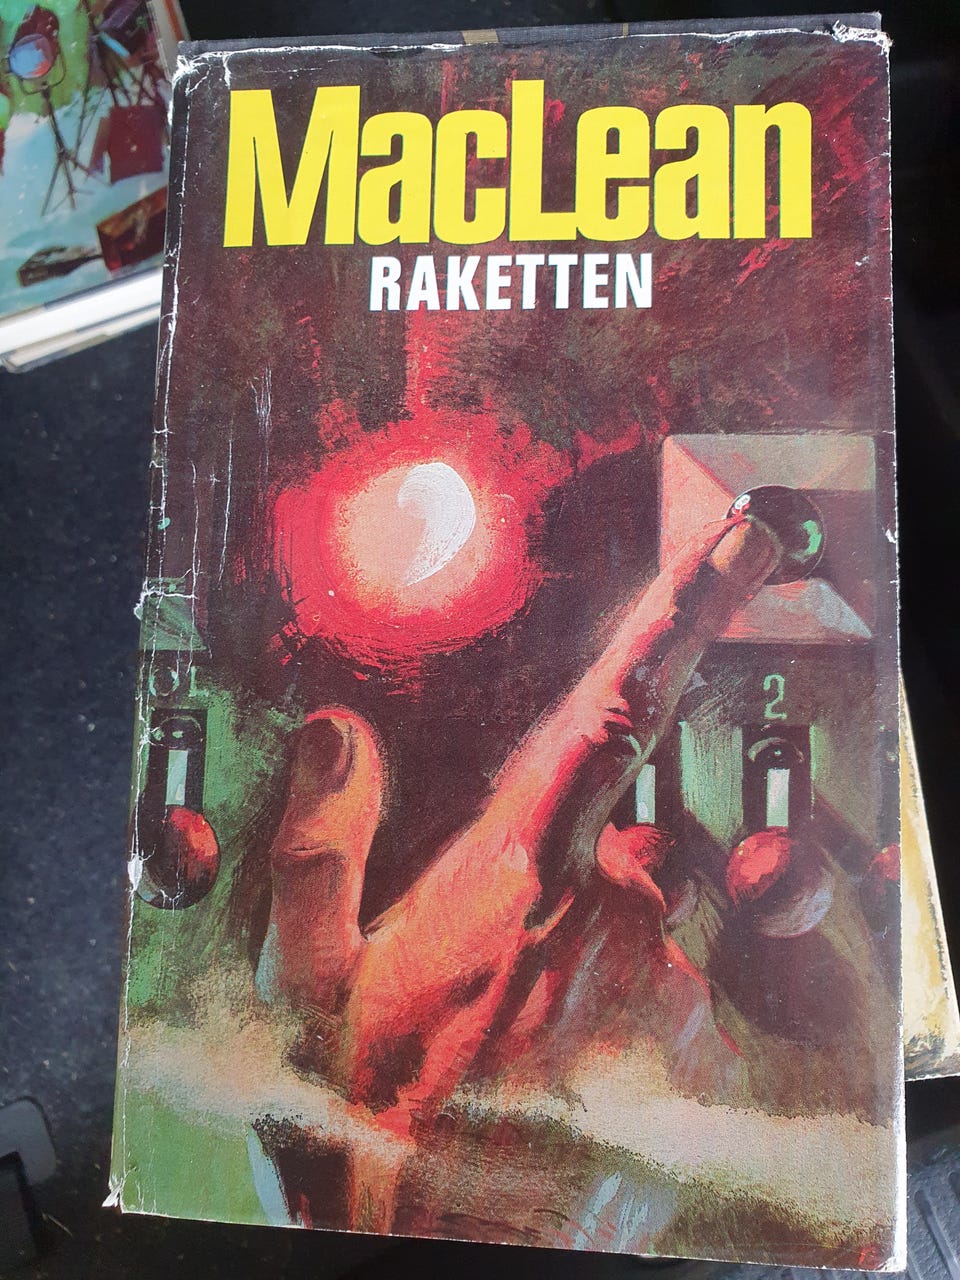 MacLean
RAKETTEN
1
2